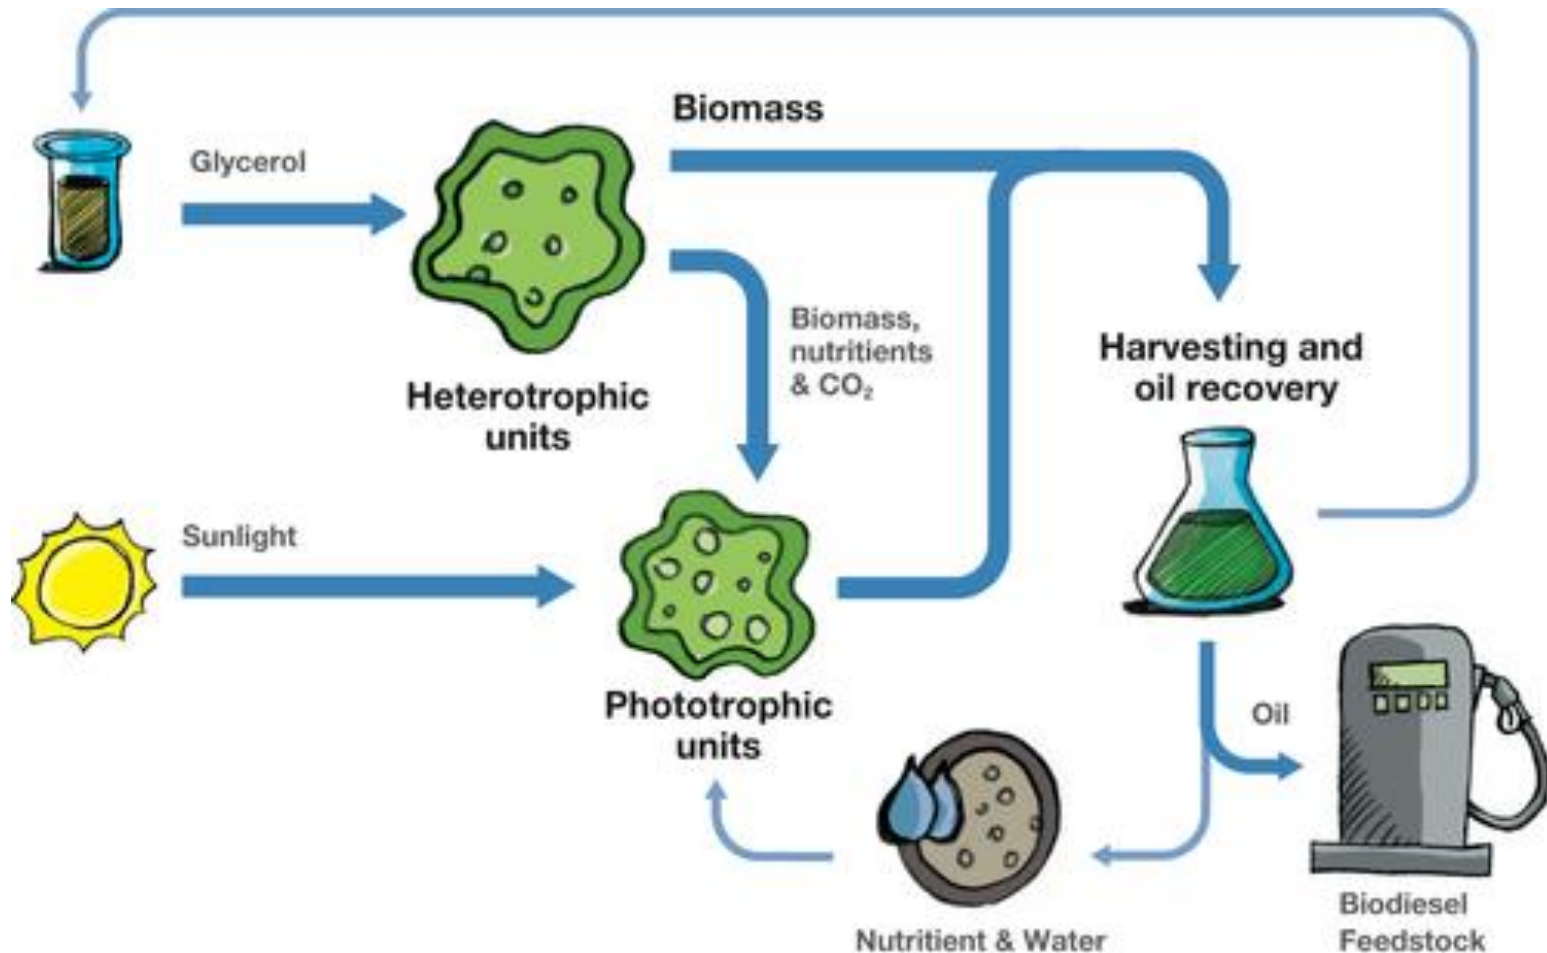 Biomass
Glycerol
Biomass,
nutritients
& CO₂
Harvesting and
oil recovery
Heterotrophic
units
Sunlight
Phototrophic
units
Oil
Nutritient & Water
Biodiesel
Feedstock